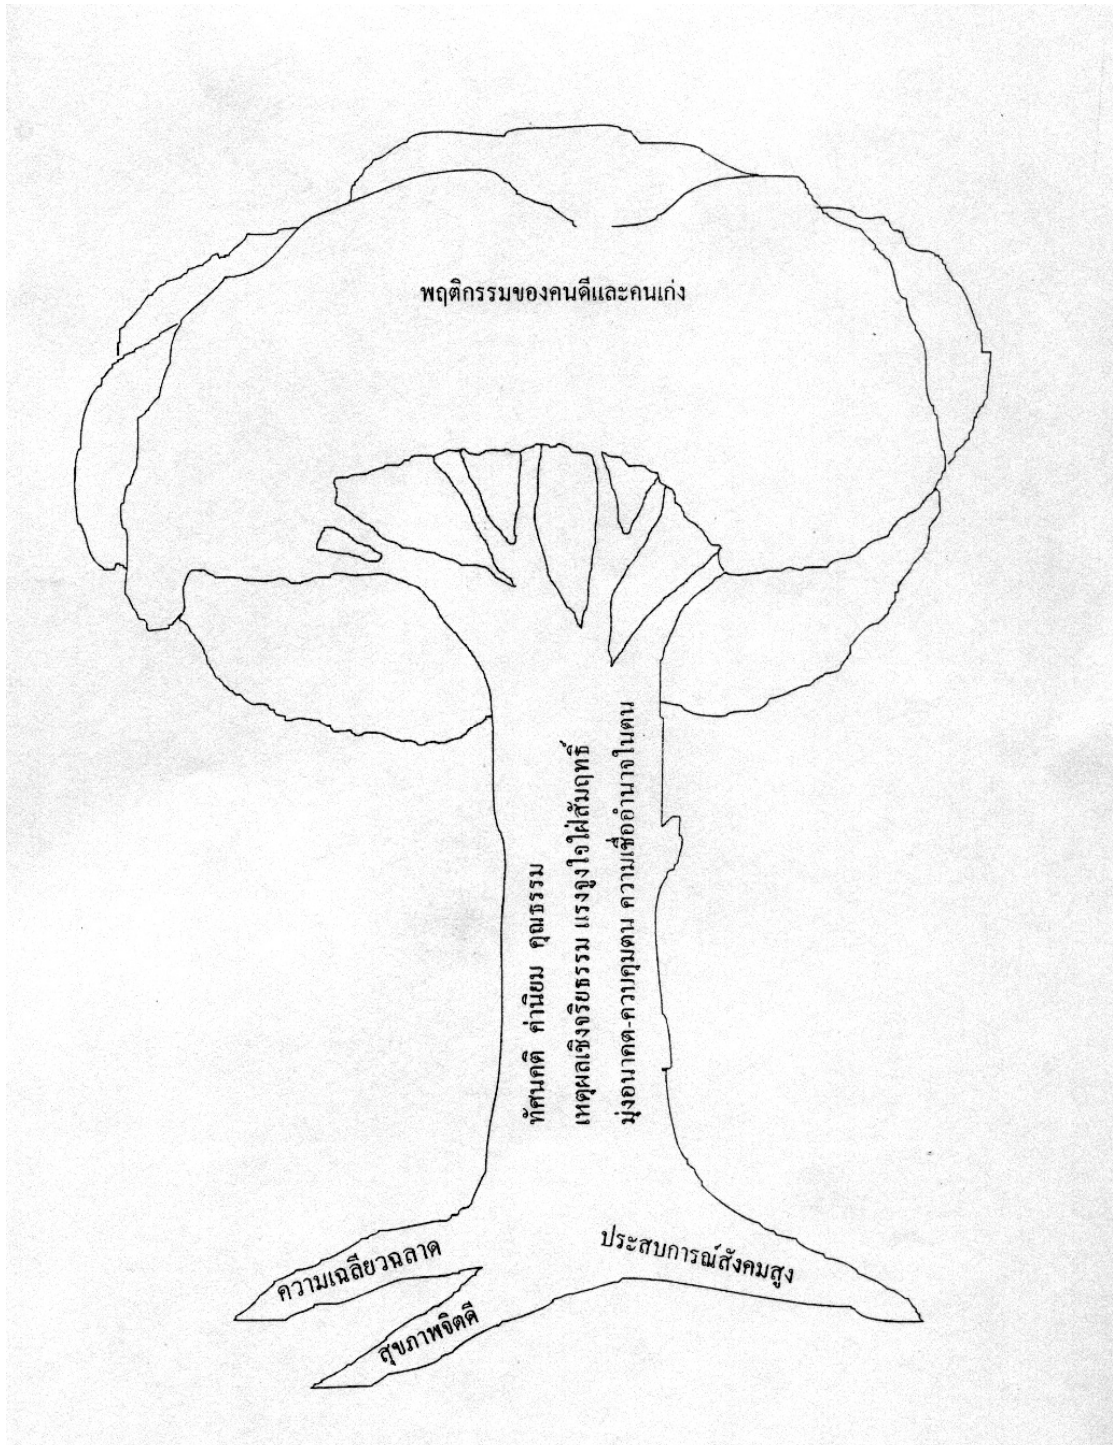 พฤติกรรมของคนดีและคนเก่ง
ทัศนคติ ค่านิยม คุณธรรม
เหตุผลเชิงจริยธรรม แรงจูงใจใฝ่สัมฤทธิ์
มุ่งอนาคต-ควบคุมตน ความเชื่ออำนาจในตน
ความเฉลียวฉลาด
ประสบการณ์สังคมสูง
สุขภาพจิตดี